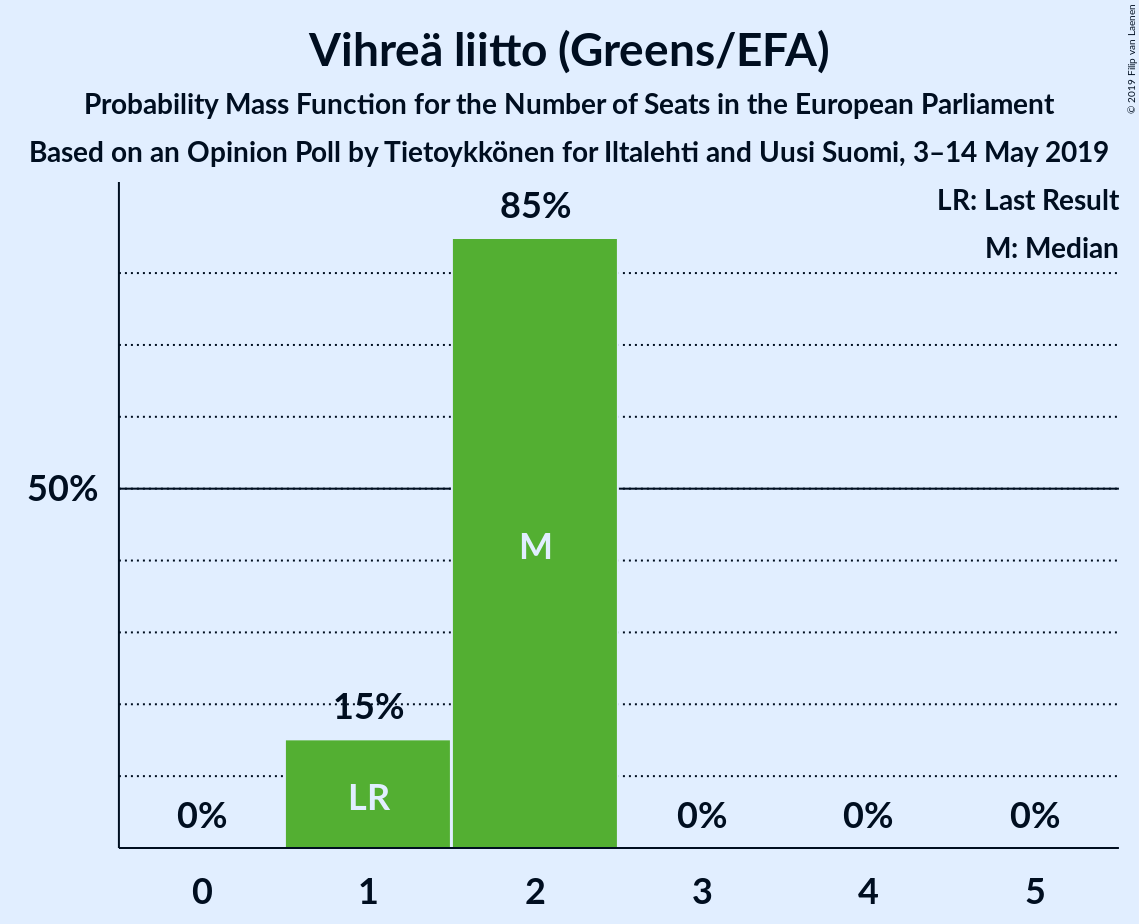 Vihreä liitto (Greens/EFA)
Probability Mass Function for the Number of Seats in the European Parliament
Based on an Opinion Poll by Tietoykkönen for Iltalehti and Uusi Suomi, 3–14 May 2019
© 2019 Filip van Laenen
LR: Last Result
M: Median
85%
50%
M
15%
LR
0%
0%
0%
0%
0
1
2
3
4
5